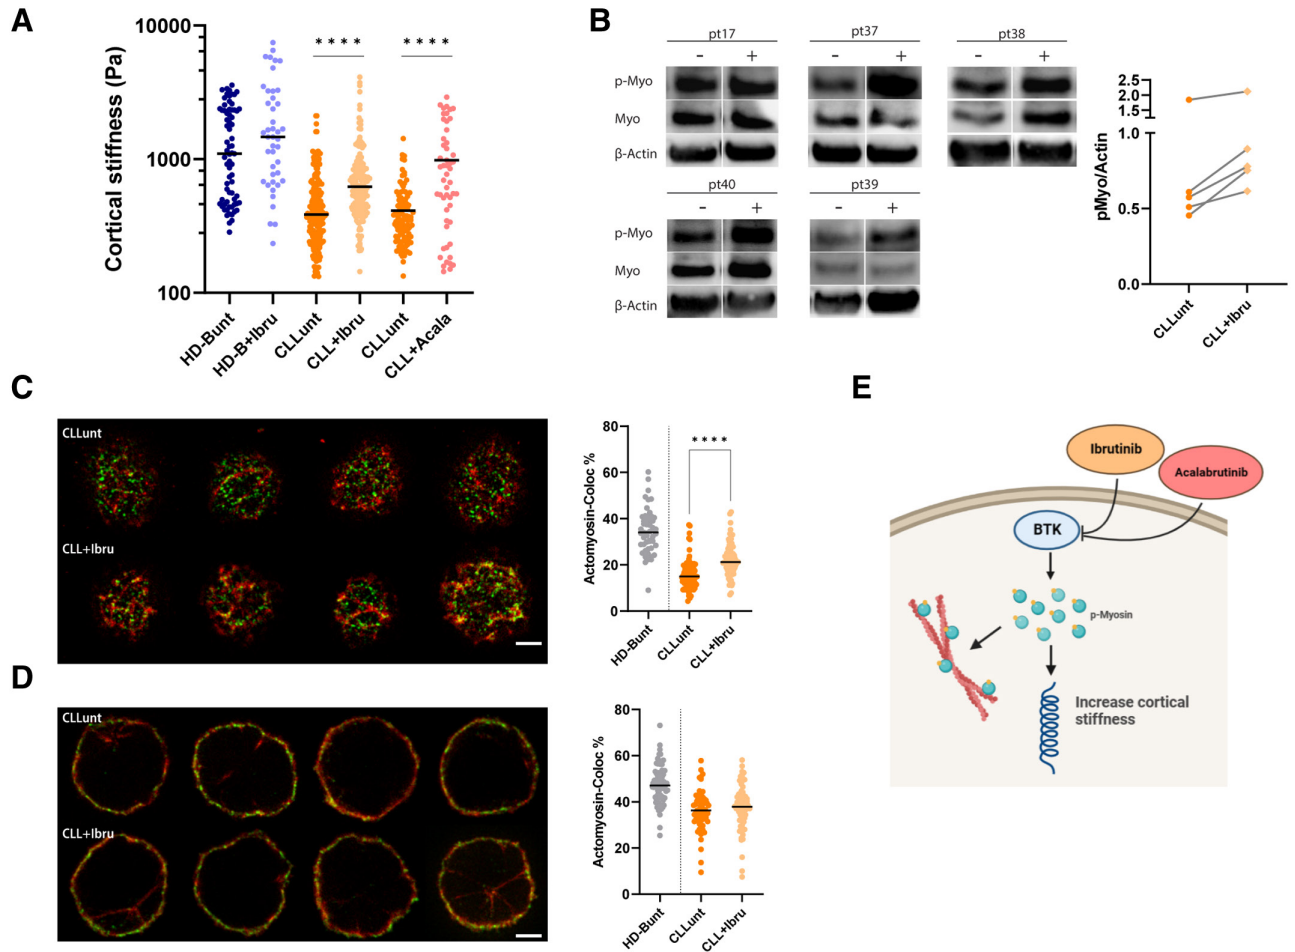 A
Cortical stiffness (Pa)
10000
1000
100
****
****
HD-Bunt
HD-B+Ibru
CLLunt
CLL+Ibru
CLLunt
CLL+Acala
B
pt17
pt37
pt38
- +
- +
- +
p-Myo
Myo
β-Actin
pt40
pt39
- +
- +
p-Myo
Myo
β-Actin
pMyo/Actin
2.5
2.0
1.5
1.0
0.5
0.0
CLLunt
CLL+Ibru
C
CLLunt
CLL+Ibru
Actomyosin-Coloc %
80
60
40
20
0
****
HD-Bunt
CLLunt
CLL+Ibru
D
CLLunt
CLL+Ibru
Actomyosin-Coloc %
80
60
40
20
0
HD-Bunt
CLLunt
CLL+Ibru
E
Ibrutinib
Acalabrutinib
BTK
p-Myosin
Increase cortical
stiffness